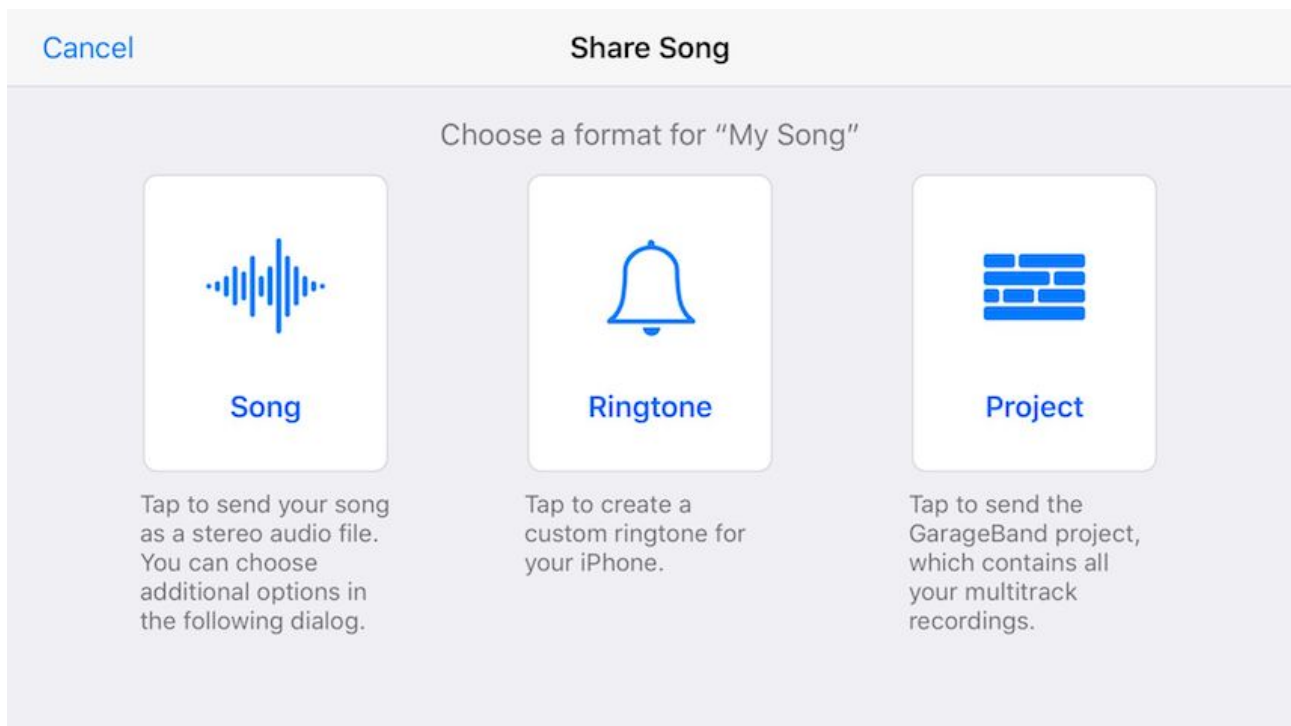 Cancel
Share Song
Choose a format for “My Song”
Song
Tap to send your song
as a stereo audio file.
You can choose
additional options in
the following dialog.
Ringtone
Tap to create a
custom ringtone for
your iPhone.
Project
Tap to send the
GarageBand project,
which contains all
your multitrack
recordings.